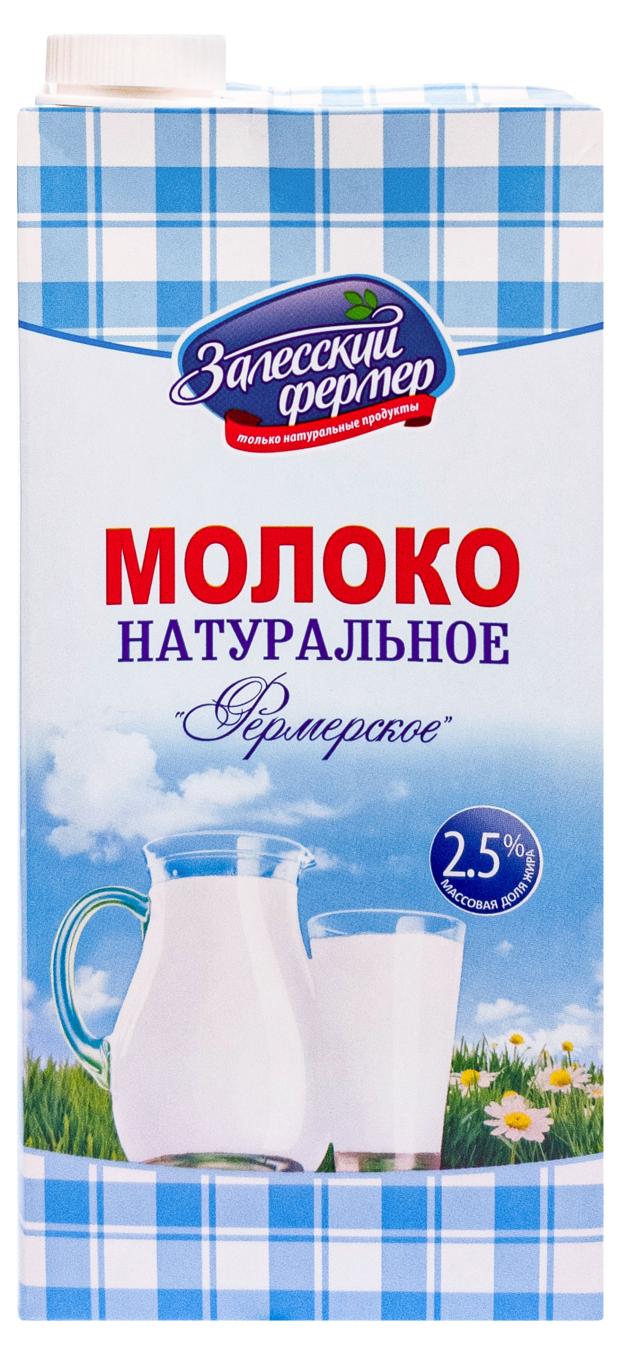 Залесский
фермер
только натуральные продукты
МОЛОКО
НАТУРАЛЬНОЕ
"Фермерское"
2.5%
МАССОВАЯ ДОЛЯ ЖИРА